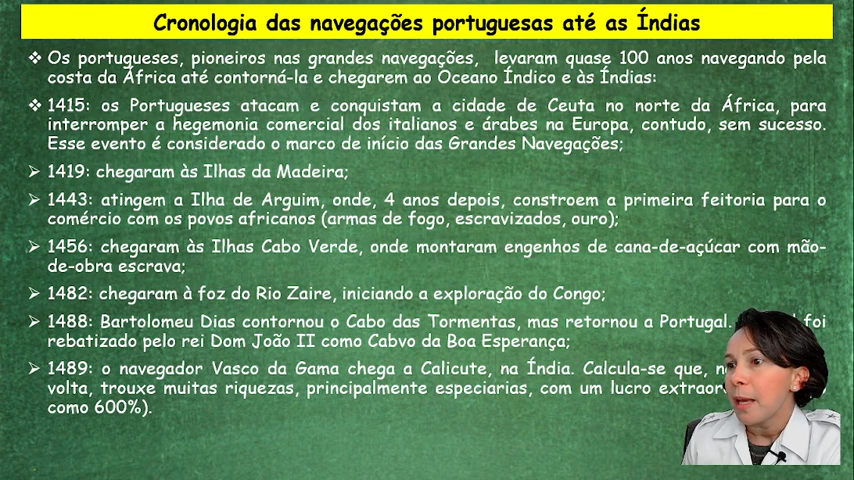 Cronologia das navegações portuguesas até as Índias
❖ Os portugueses, pioneiros nas grandes navegações, levaram quase 100 anos navegando pela
costa da África até contorná-la e chegarem ao Oceano Índico e às Índias:
❖ 1415: os Portugueses atacam e conquistam a cidade de Ceuta no norte da África, para
interromper a hegemonia comercial dos italianos e árabes na Europa, contudo, sem sucesso.
Esse evento é considerado o marco de início das Grandes Navegações;
➢ 1419: chegaram às Ilhas da Madeira;
➢ 1443: atingem a Ilha de Arguim, onde, 4 anos depois, constroem a primeira feitoria para o
comércio com os povos africanos (armas de fogo, escravizados, ouro);
➢ 1456: chegaram às Ilhas Cabo Verde, onde montaram engenhos de cana-de-açúcar com mão-
de-obra escrava;
➢ 1482: chegaram à foz do Rio Zaire, iniciando a exploração do Congo;
➢ 1488: Bartolomeu Dias contornou o Cabo das Tormentas, mas retornou a Portugal. foi
rebatizado pelo rei Dom João II como Cabvo da Boa Esperança;
➢ 1489: o navegador Vasco da Gama chega a Calicute, na Índia. Calcula-se que,
volta, trouxe muitas riquezas, principalmente especiarias, com um lucro
como 600%).